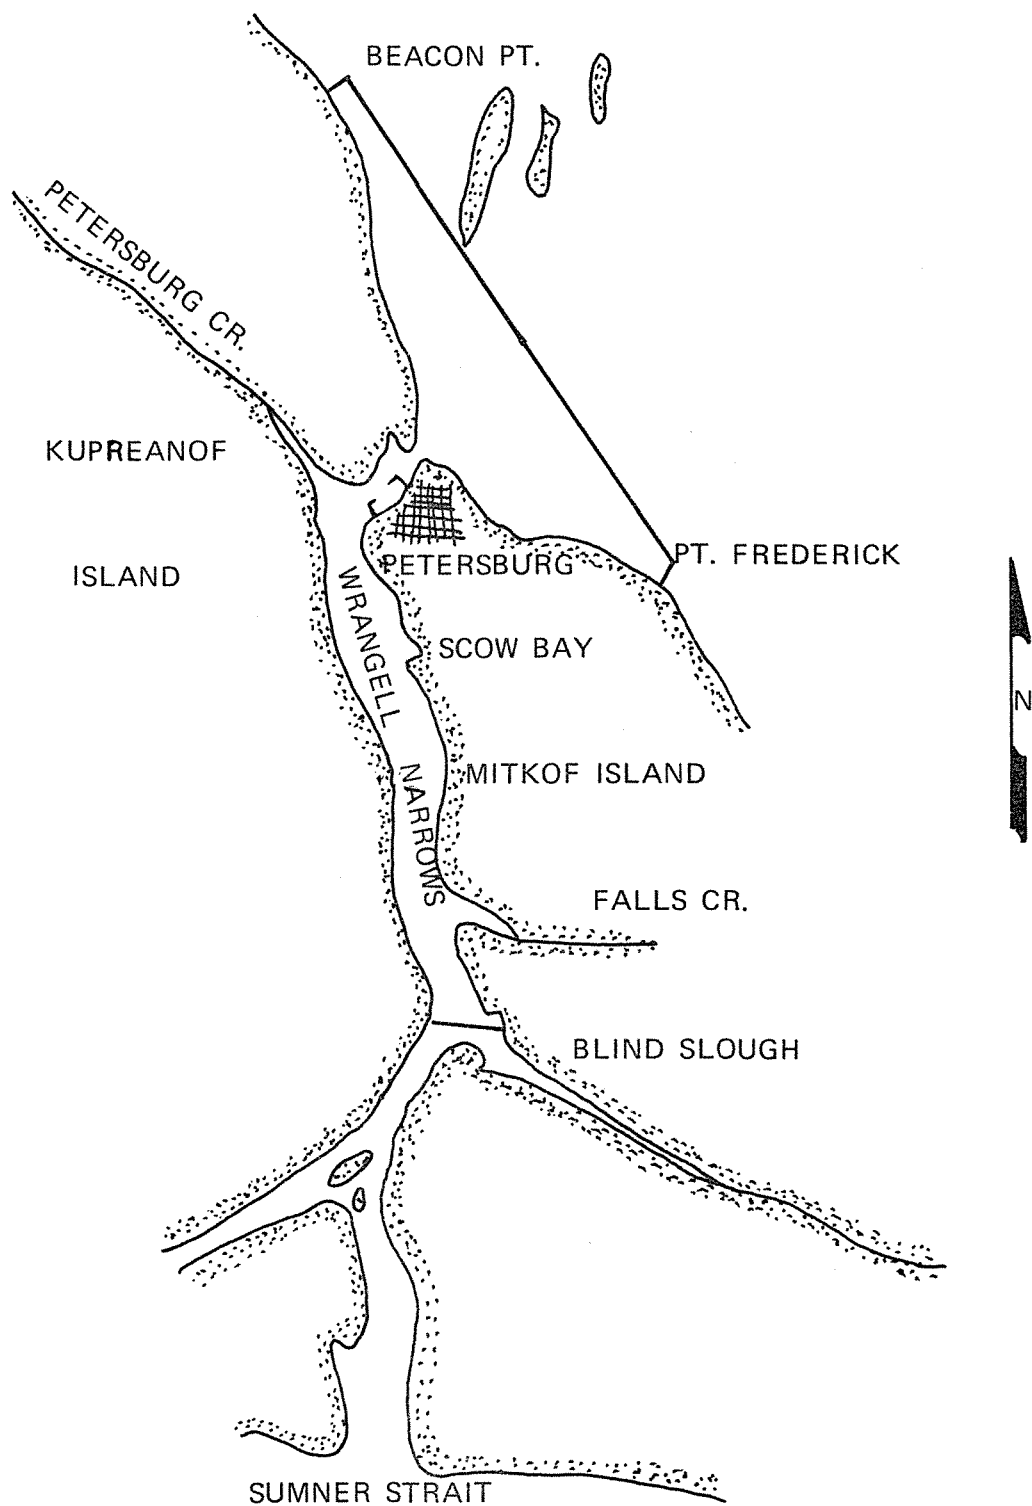 BEACON PT.
PETERSBURG CR.
KUPREANOF
ISLAND
PETERSBURG
PT. FREDERICK
WRANGELL
NARROWS
SCOW BAY
N
MITKOF ISLAND
FALLS CR.
BLIND SLOUGH
SUMNER STRAIT